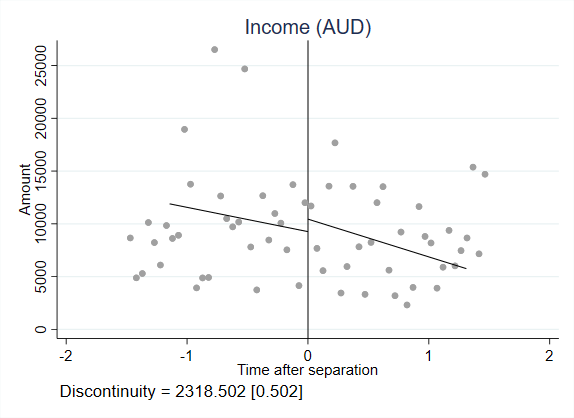 Income (AUD)
Amount
25000
20000
15000
10000
5000
0
-2
-1
0
1
2
Time after separation
Discontinuity = 2318.502 [0.502]